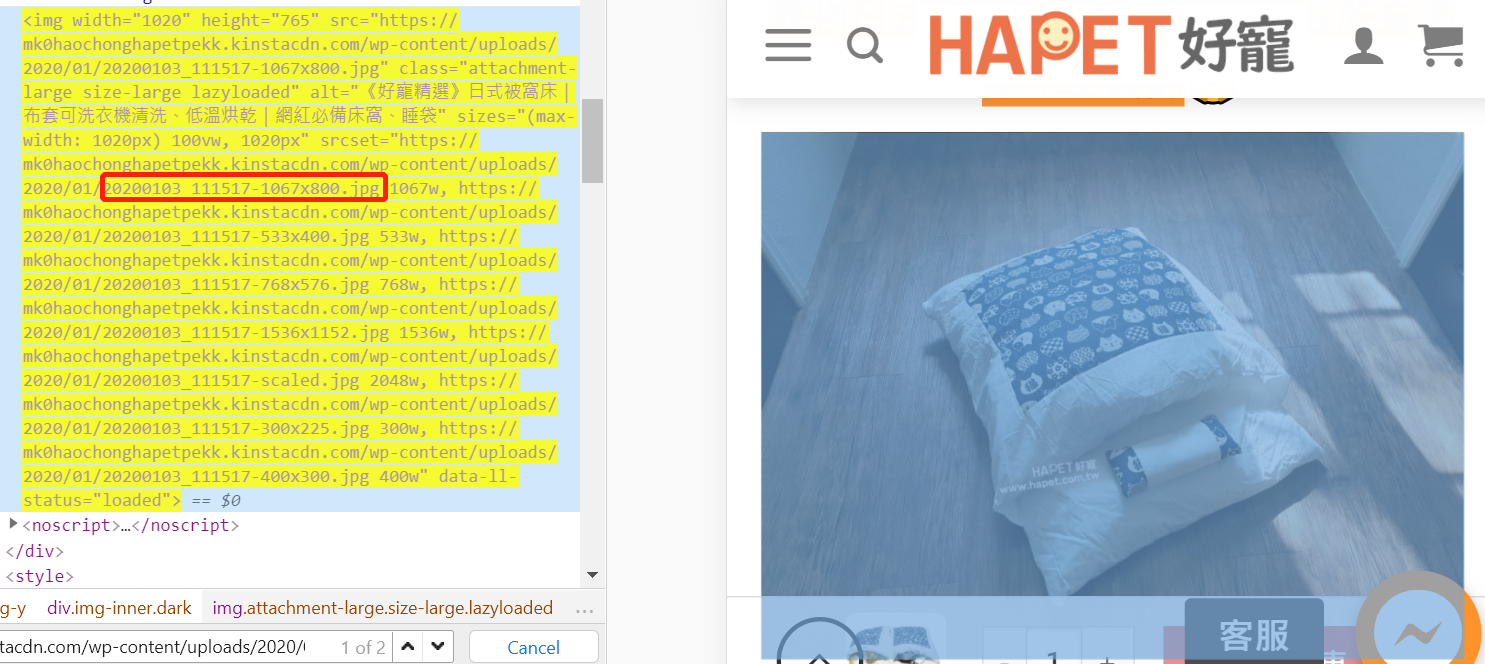 <img width="1020" height="765" src="https://
mk0haochonghapetpekk.kinstacdn.com/wp-content/uploads/
2020/01/20200103_111517-1067x800.jpg" class="attachment-
large size-large lazyloaded" alt="《好寵精選》日式被窩床|
布套可洗衣機清洗、低溫烘乾|網紅必備床窩、睡袋" sizes="(max-
width: 1020px) 100vw, 1020px" srcset="https://
mk0haochonghapetpekk.kinstacdn.com/wp-content/uploads/
2020/01/20200103_111517-1067x800.jpg 1067w, https://
mk0haochonghapetpekk.kinstacdn.com/wp-content/uploads/
2020/01/20200103_111517-533x400.jpg 533w, https://
mk0haochonghapetpekk.kinstacdn.com/wp-content/uploads/
2020/01/20200103_111517-768x576.jpg 768w, https://
mk0haochonghapetpekk.kinstacdn.com/wp-content/uploads/
2020/01/20200103_111517-1536x1152.jpg 1536w, https://
mk0haochonghapetpekk.kinstacdn.com/wp-content/uploads/
2020/01/20200103_111517-scaled.jpg 2048w, https://
mk0haochonghapetpekk.kinstacdn.com/wp-content/uploads/
2020/01/20200103_111517-300x225.jpg 300w, https://
mk0haochonghapetpekk.kinstacdn.com/wp-content/uploads/
2020/01/20200103_111517-400x300.jpg 400w" data-ll-
status="loaded"> == $0
<noscript>…</noscript>
</div>
<style>
g-y div.img-inner.dark img.attachment-large.size-large.lazyloaded ...
tacdn.com/wp-content/uploads/2020/0 1 of 2 Cancel
HAPET 好寵
HAPET 好寵
www.hapet.com.tw
- 1 +
客服
惠